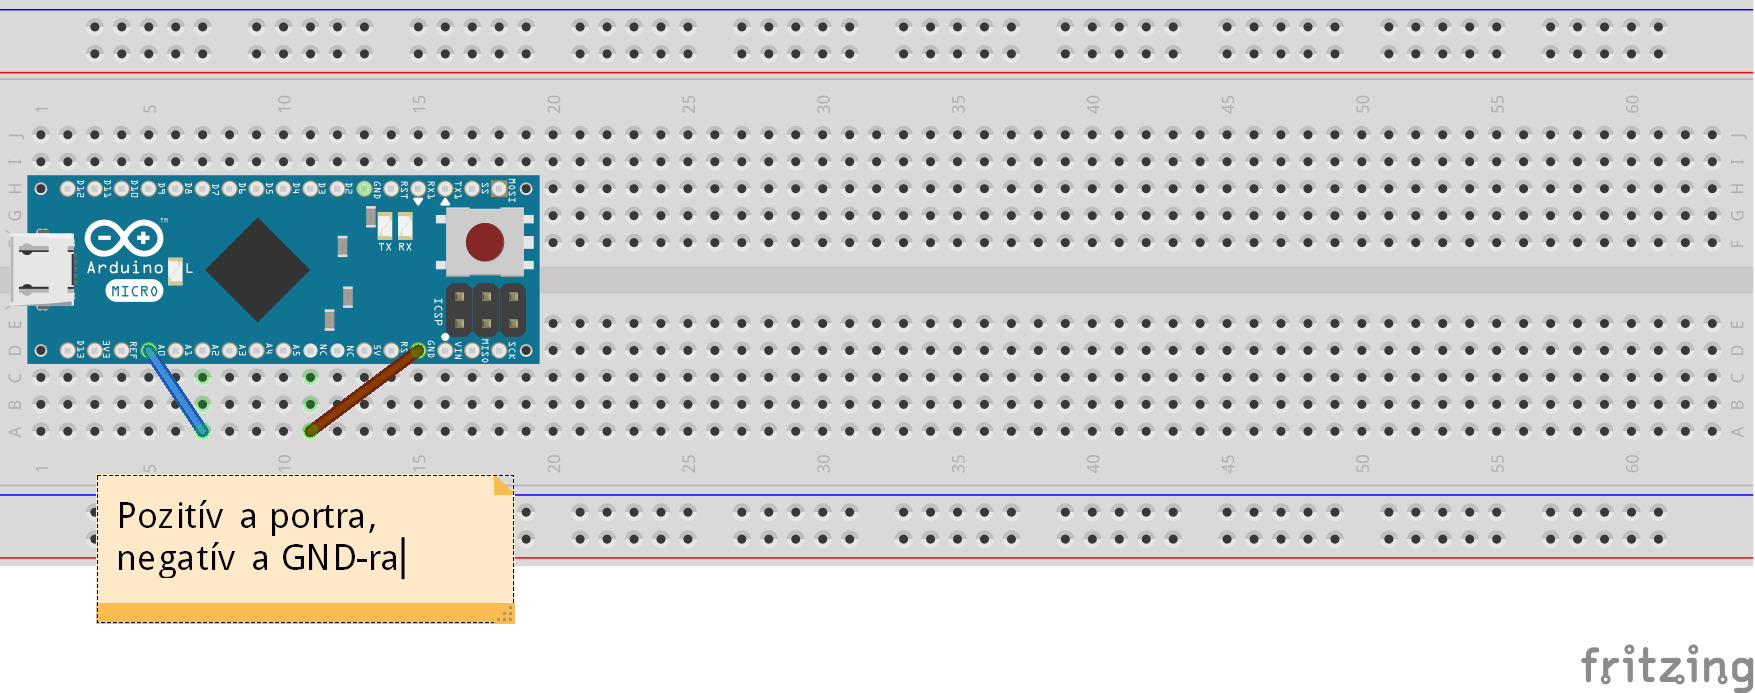 1 5 10 15 20 25 30 35 40 45 50 55 60
J J
I I
H D12 D11 D10 D9 D8 D7 D6 D5 D4 D3 D2 GND RST RX1 TX1 SS MOSI H
G G
F
TX RX
™
Arduino L
MICRO
ICSP
E E
D D13 3V3 REF A0 A1 A2 A3 A4 A5 NC NC 5V GND VIN MISO SCK D
C C
B B
A A
1 5 10 15 20 25 30 35 40 45 50 55 60
Pozitív a portra,
negatív a GND-ra
fritzing